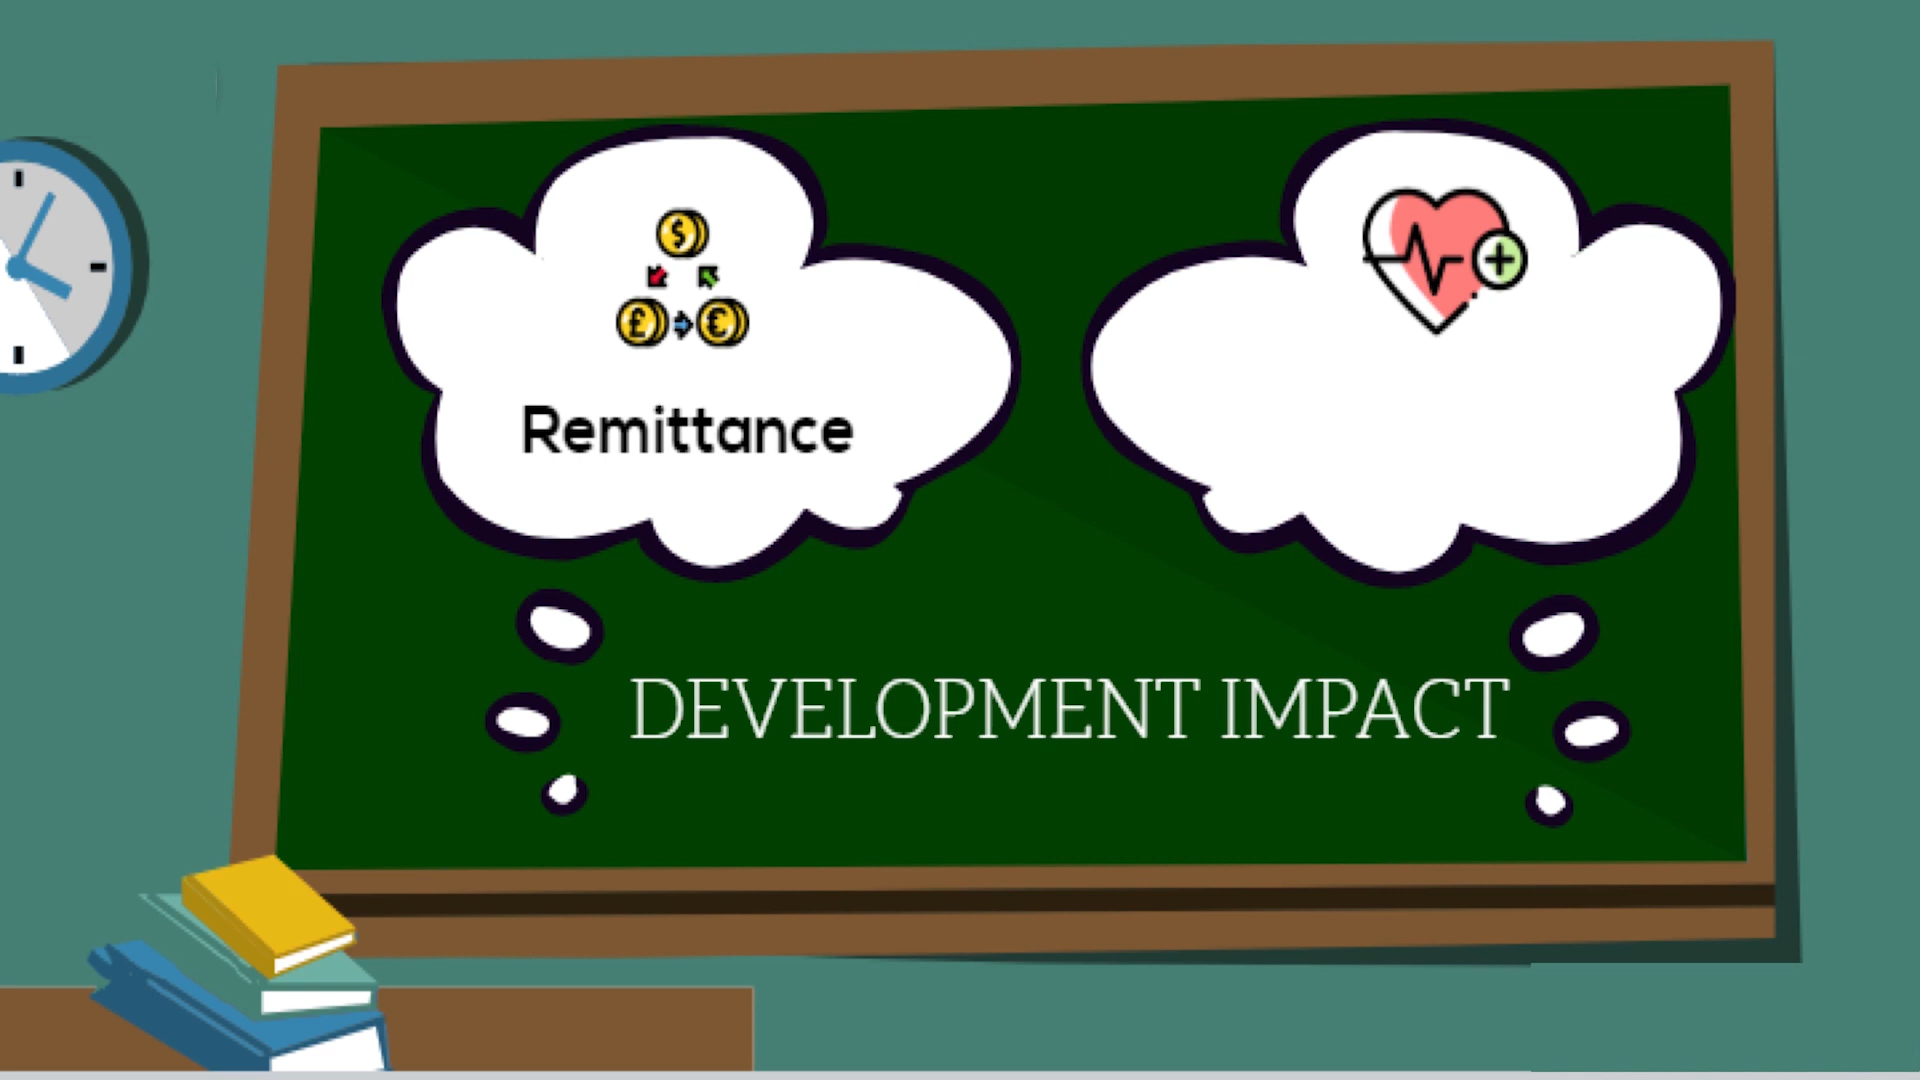 $
£ €
Remittance
DEVELOPMENT IMPACT